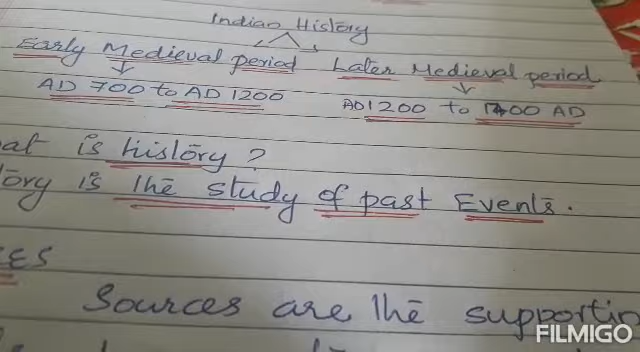 Indian History
Early Medieval period Later Medieval period
AD 700 to AD 1200 AD 1200 to 1700 AD
at is History?
ory is the study of past Events.
es
Sources are the supportin
FILMIGO